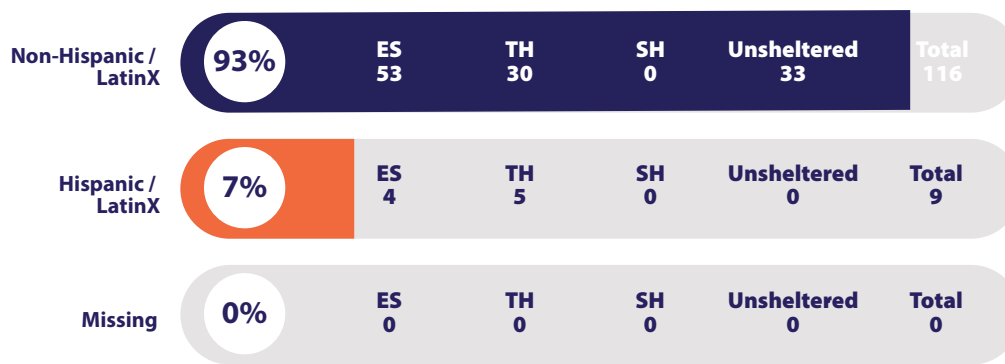 Non-Hispanic /
LatinX
93%
ES TH SH Unsheltered Total
53 30 0 33 116
Hispanic /
LatinX
7%
ES TH SH Unsheltered Total
4 5 0 0 9
Missing
0%
ES TH SH Unsheltered Total
0 0 0 0 0